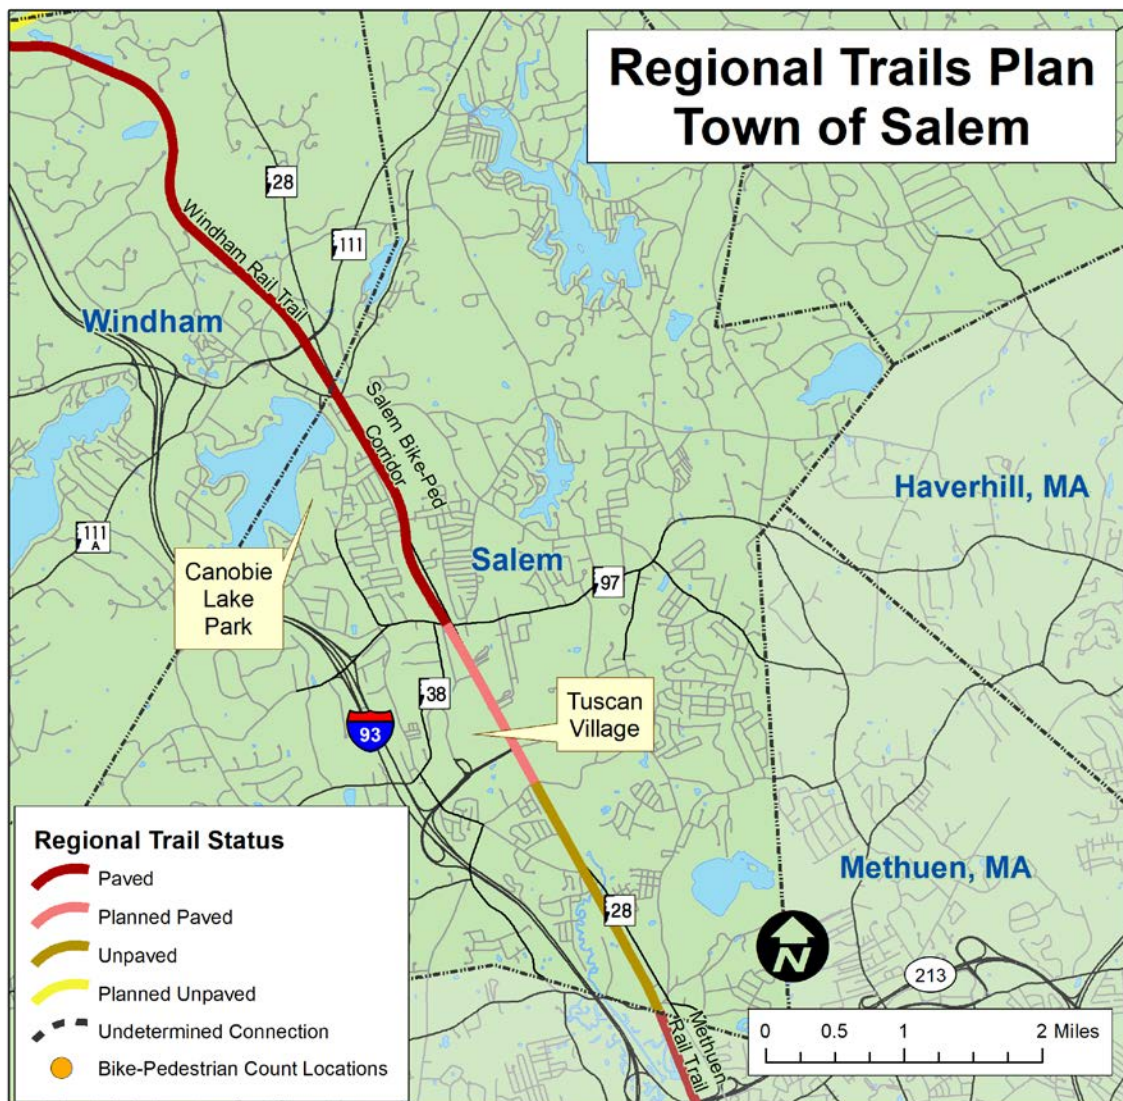 Regional Trails Plan
Town of Salem
28
111
Windham Rail Trail
Windham
Salem Bike-Ped
Corridor
Haverhill, MA
111
A
Canobie
Lake
Park
Salem
97
38
Tuscan
Village
93
Methuen, MA
28
213
N
Methuen
Rail Trail
0 0.5 1 2 Miles
Regional Trail Status
Paved
Planned Paved
Unpaved
Planned Unpaved
Undetermined Connection
Bike-Pedestrian Count Locations